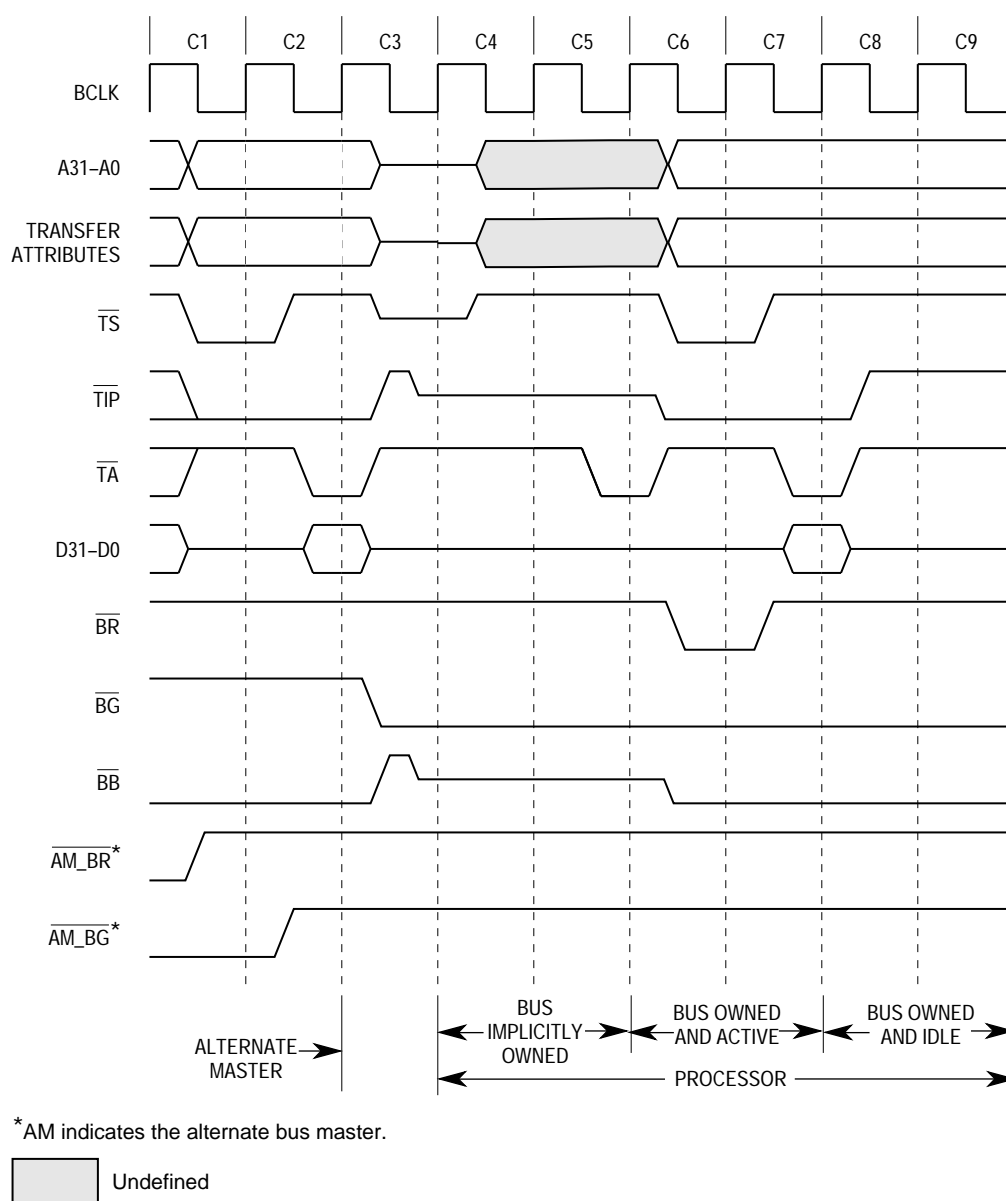 C1 C2 C3 C4 C5 C6 C7 C8 C9
BCLK
A31–A0
TRANSFER
ATTRIBUTES
TS
TIP
TA
D31–D0
BR
BG
BB
AM_BR*
AM_BG*
ALTERNATE
MASTER
BUS
IMPLICITLY
OWNED
BUS OWNED
AND ACTIVE
BUS OWNED
AND IDLE
PROCESSOR
*AM indicates the alternate bus master.
Undefined